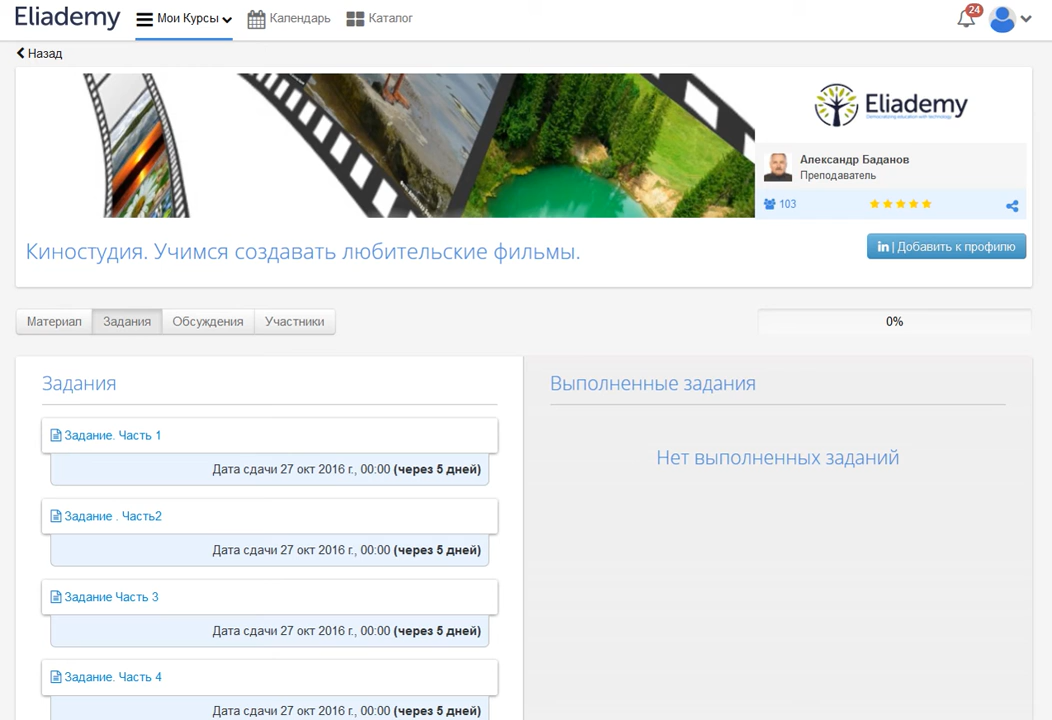 Eliademy
Мои Курсы
Календарь
Каталог
24
Назад
Eliademy
Democratizing education with technology
Александр Баданов
Преподаватель
103
Киностудия. Учимся создавать любительские фильмы.
in | Добавить к профилю
Материал
Задания
Обсуждения
Участники
0%
Задания
Выполненные задания
Задание. Часть 1
Дата сдачи 27 окт 2016 г., 00:00 (через 5 дней)
Нет выполненных заданий
Задание . Часть2
Дата сдачи 27 окт 2016 г., 00:00 (через 5 дней)
Задание Часть 3
Дата сдачи 27 окт 2016 г., 00:00 (через 5 дней)
Задание. Часть 4
Дата сдачи 27 окт 2016 г., 00:00 (через 5 дней)